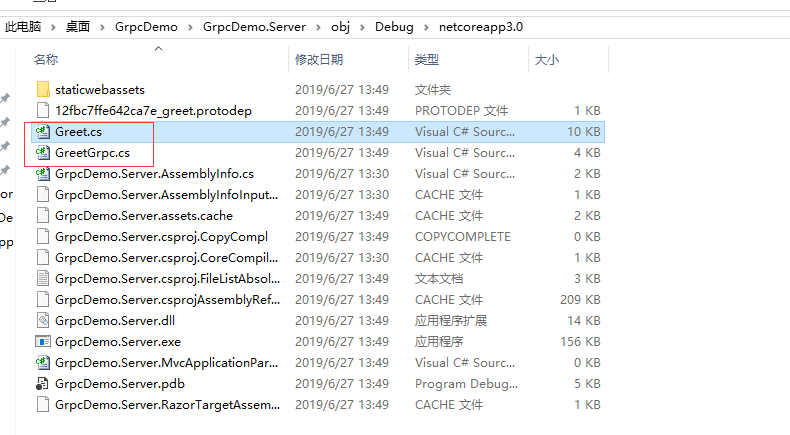 此电脑 > 桌面 > GrpcDemo > GrpcDemo.Server > obj > Debug > netcoreapp3.0
名称 修改日期 类型 大小
staticwebassets 2019/6/27 13:49 文件夹
12fbc7ffe642ca7e_greet.protodep 2019/6/27 13:49 PROTODEP 文件 1 KB
Greet.cs 2019/6/27 13:49 Visual C# Sourc... 10 KB
GreetGrpc.cs 2019/6/27 13:49 Visual C# Sourc... 4 KB
GrpcDemo.Server.AssemblyInfo.cs 2019/6/27 13:30 Visual C# Sourc... 2 KB
or GrpcDemo.Server.AssemblyInfoInput... 2019/6/27 13:30 CACHE 文件 1 KB
De GrpcDemo.Server.assets.cache 2019/6/27 13:49 CACHE 文件 2 KB
app GrpcDemo.Server.csproj.CopyCompl 2019/6/27 13:49 COPYCOMPLETE 0 KB
GrpcDemo.Server.csproj.CoreCompil... 2019/6/27 13:30 CACHE 文件 1 KB
GrpcDemo.Server.csproj.FileListAbsol... 2019/6/27 13:49 文本文档 3 KB
GrpcDemo.Server.csprojAssemblyRef... 2019/6/27 13:49 CACHE 文件 209 KB
GrpcDemo.Server.dll 2019/6/27 13:49 应用程序扩展 14 KB
GrpcDemo.Server.exe 2019/6/27 13:49 应用程序 156 KB
GrpcDemo.Server.MvcApplicationPar... 2019/6/27 13:49 Visual C# Sourc... 0 KB
GrpcDemo.Server.pdb 2019/6/27 13:49 Program Debug... 5 KB
GrpcDemo.Server.RazorTargetAssem... 2019/6/27 13:49 CACHE 文件 1 KB